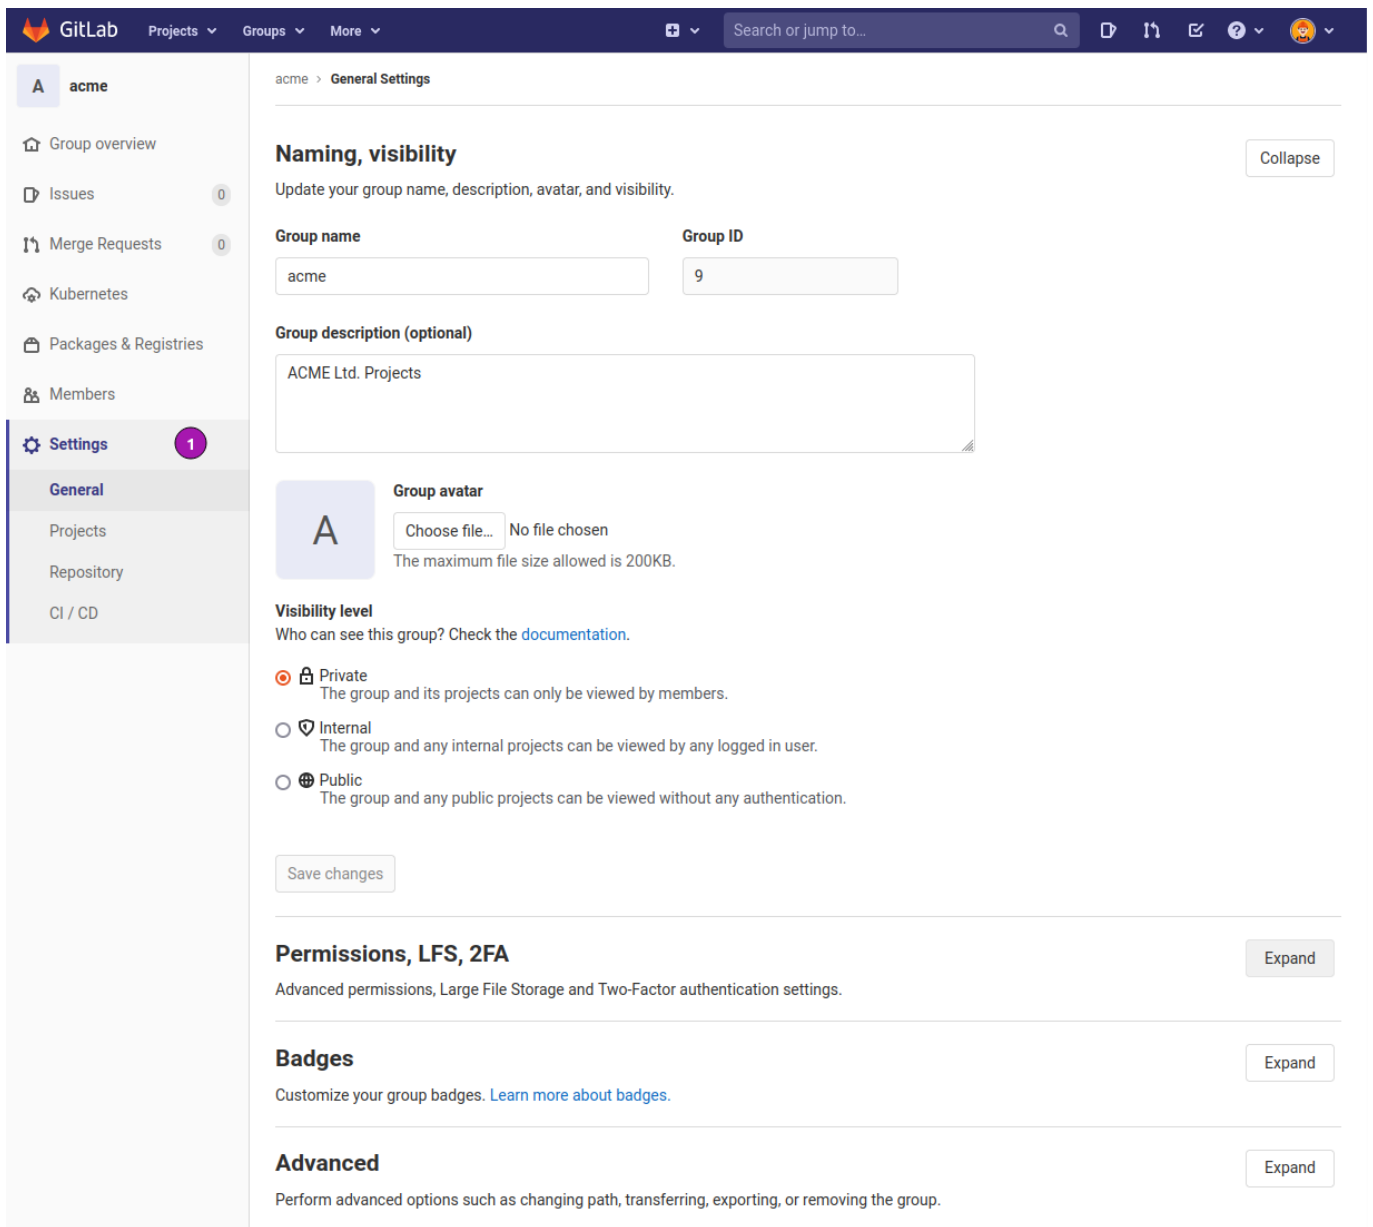 GitLab Projects Groups More Search or jump to...
A acme
Group overview
Issues 0
Merge Requests 0
Kubernetes
Packages & Registries
Members
Settings 1
General
Projects
Repository
CI / CD
acme > General Settings
Naming, visibility
Collapse
Update your group name, description, avatar, and visibility.
Group name Group ID
acme 9
Group description (optional)
ACME Ltd. Projects
A
Group avatar
Choose file... No file chosen
The maximum file size allowed is 200KB.
Visibility level
Who can see this group? Check the documentation.
Private
The group and its projects can only be viewed by members.
Internal
The group and any internal projects can be viewed by any logged in user.
Public
The group and any public projects can be viewed without any authentication.
Save changes
Permissions, LFS, 2FA
Expand
Advanced permissions, Large File Storage and Two-Factor authentication settings.
Badges
Expand
Customize your group badges. Learn more about badges.
Advanced
Expand
Perform advanced options such as changing path, transferring, exporting, or removing the group.